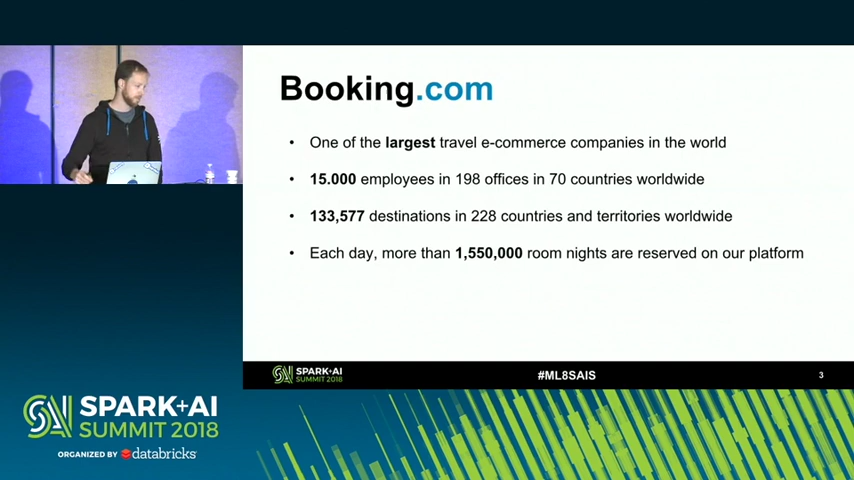 Booking.com
• One of the largest travel e-commerce companies in the world
• 15.000 employees in 198 offices in 70 countries worldwide
• 133,577 destinations in 228 countries and territories worldwide
• Each day, more than 1,550,000 room nights are reserved on our platform
SPARK+AI
SUMMIT 2018
#ML8SAIS
3
SPARK+AI
SUMMIT 2018
ORGANIZED BY databricks